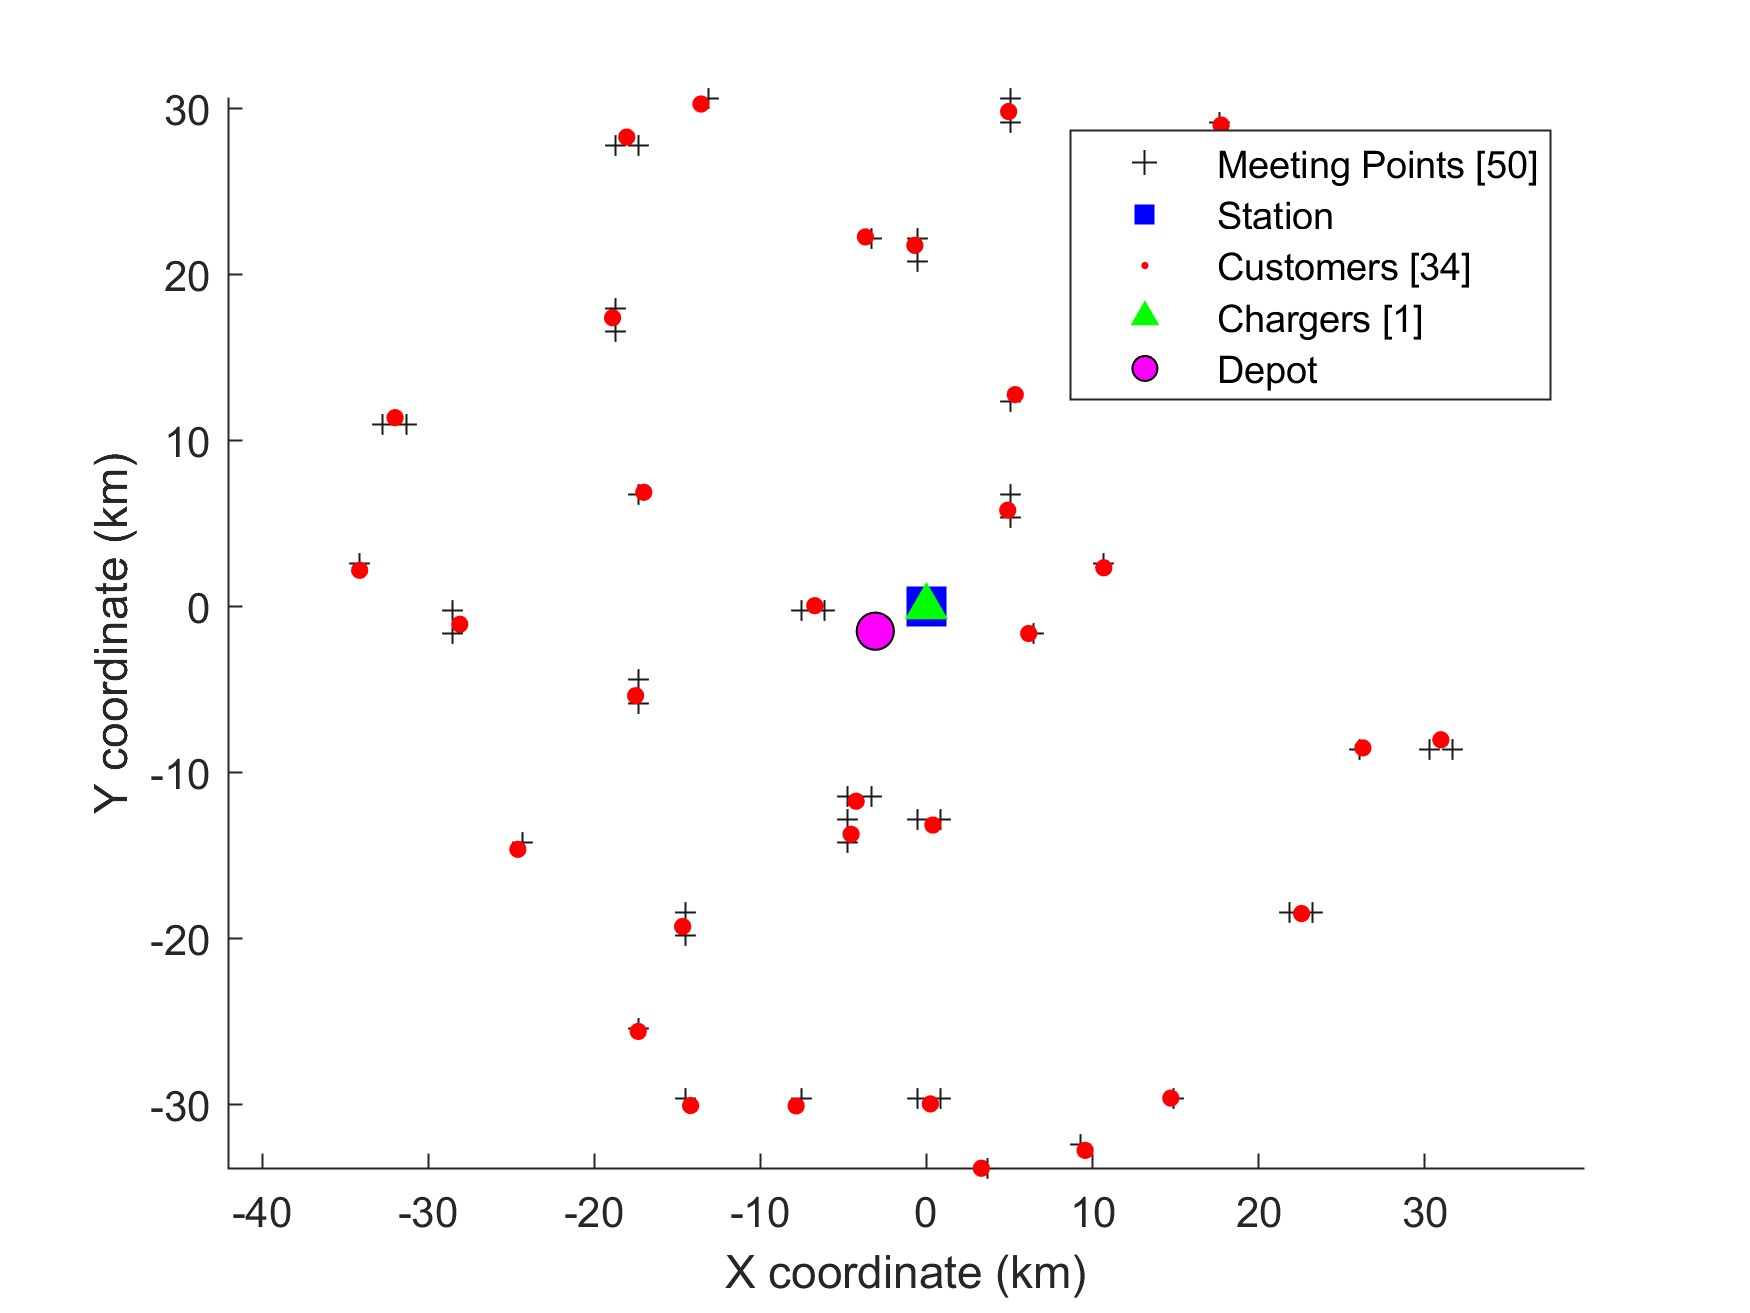 30
20
10
0
-10
-20
-30
Y coordinate (km)
Meeting Points [50]
Station
Customers [34]
Chargers [1]
Depot
-40 -30 -20 -10 0 10 20 30
X coordinate (km)